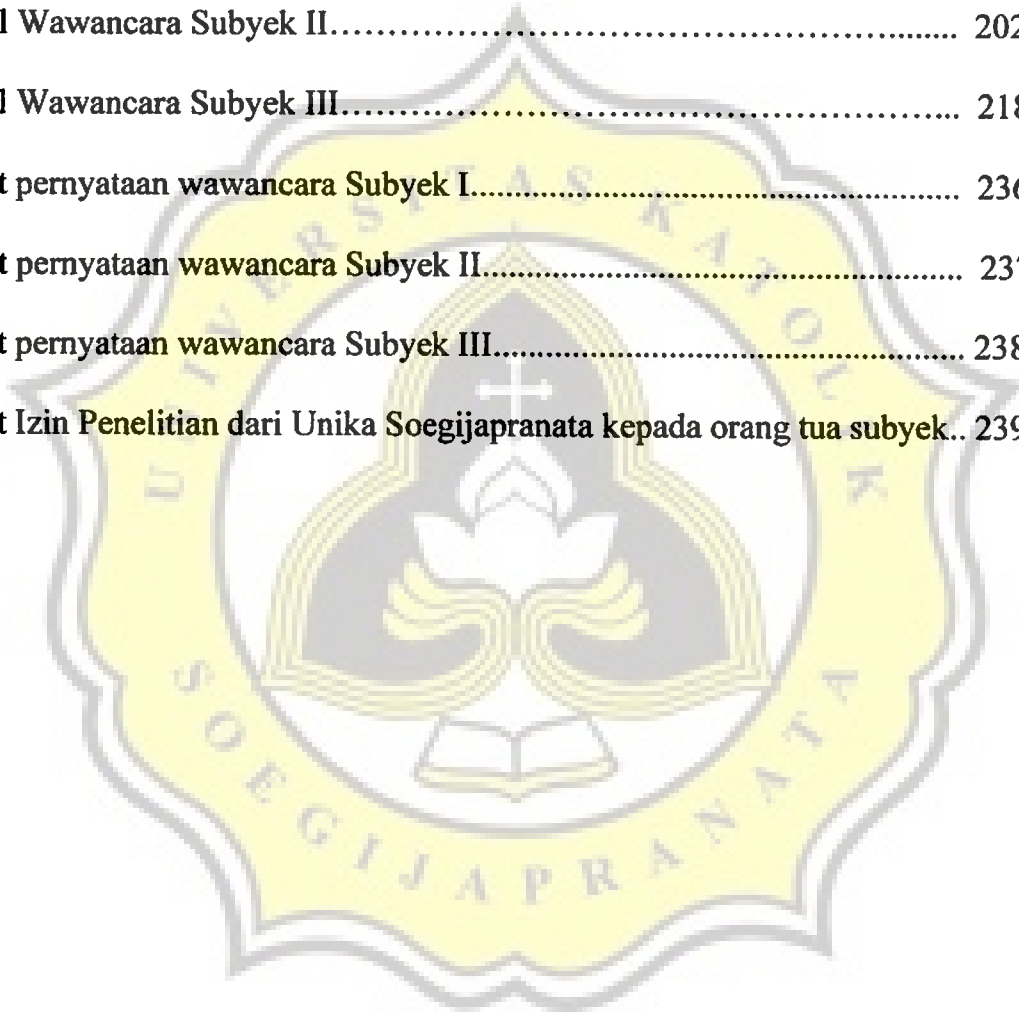 l Wawancara Subyek II.................................................... 202
l Wawancara Subyek III................................................... 218
t pernyataan wawancara Subyek I.................................................... 236
t pernyataan wawancara Subyek II.................................................... 237
t pernyataan wawancara Subyek III.................................................... 238
t Izin Penelitian dari Unika Soegijapranata kepada orang tua subyek.. 239
UNIVERSITAS KATOLIK
SOEGIJAPRANATA